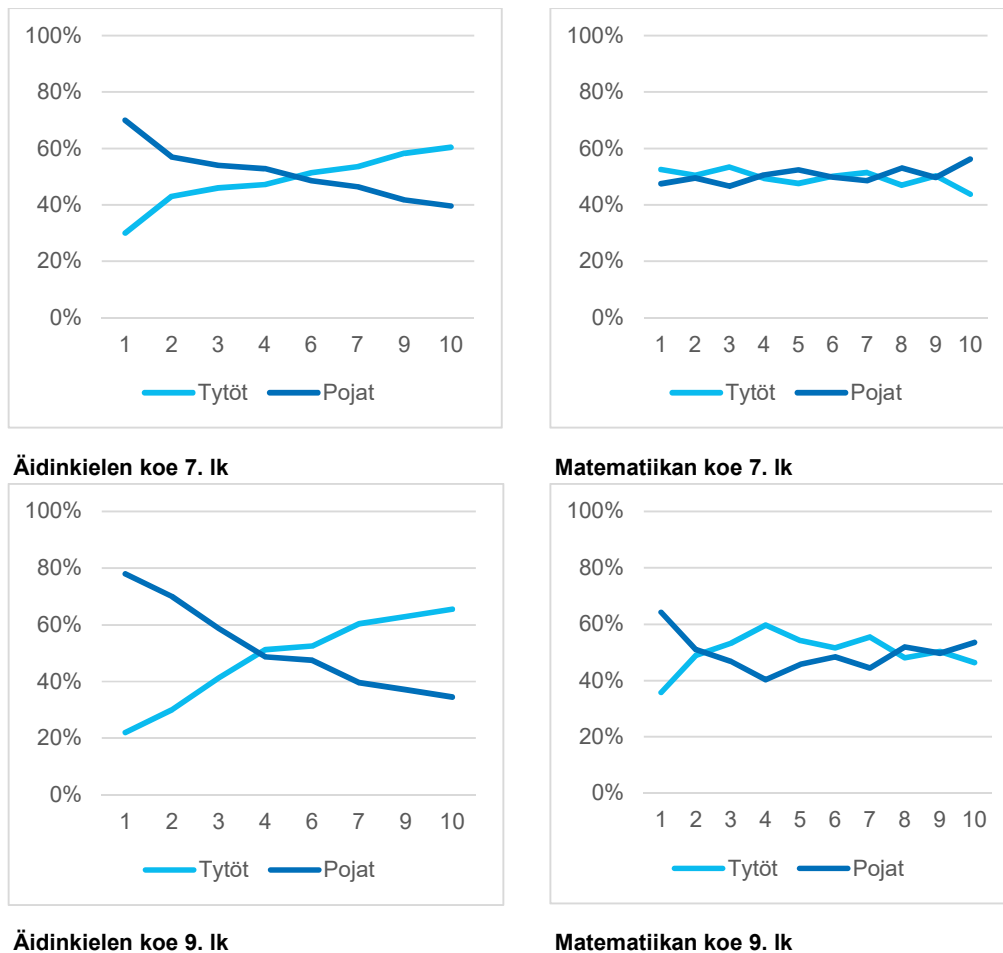 100%
80%
60%
40%
20%
0%
1 2 3 4 6 7 9 10
Tytöt Pojat
100%
80%
60%
40%
20%
0%
1 2 3 4 5 6 7 8 9 10
Tytöt Pojat
Äidinkielen koe 7. lk
Matematiikan koe 7. lk
100%
80%
60%
40%
20%
0%
1 2 3 4 6 7 9 10
Tytöt Pojat
100%
80%
60%
40%
20%
0%
1 2 3 4 5 6 7 8 9 10
Tytöt Pojat
Äidinkielen koe 9. lk
Matematiikan koe 9. lk